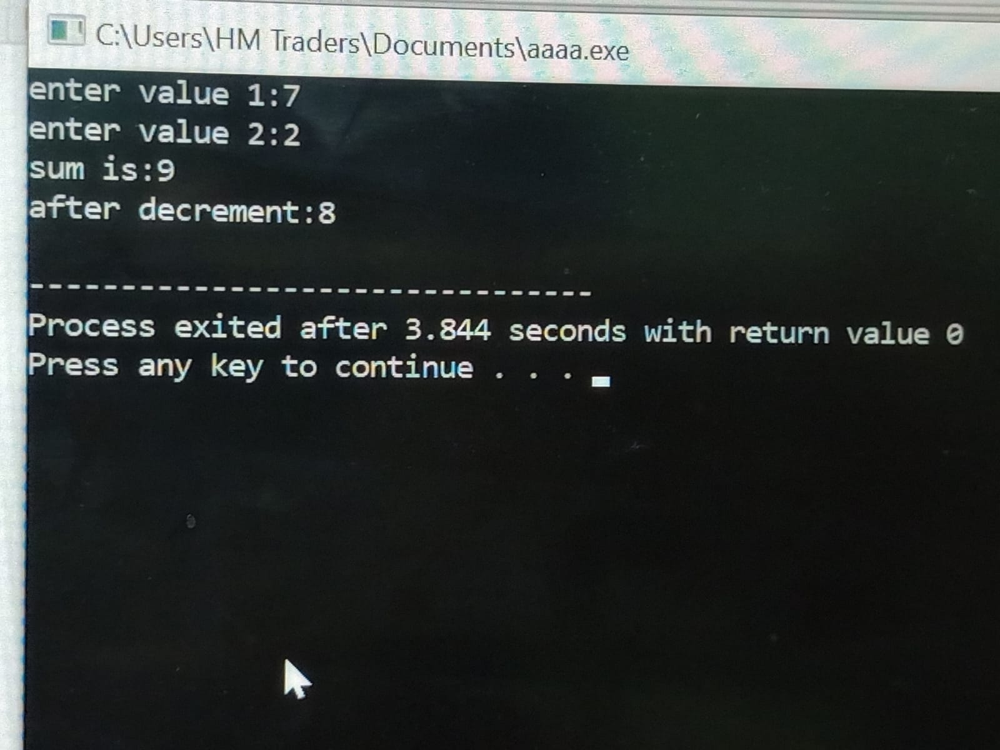 C:\Users\HM Traders\Documents\aaaa.exe
enter value 1:7
enter value 2:2
sum is:9
after decrement:8
--------------------------------
Process exited after 3.844 seconds with return value 0
Press any key to continue . . .